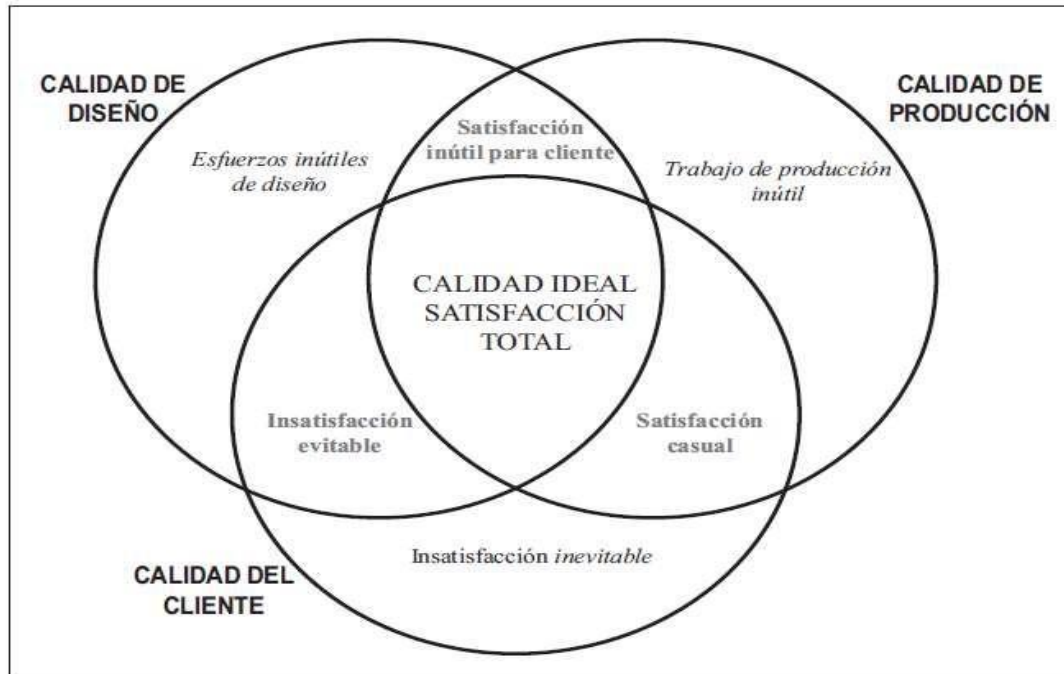 CALIDAD DE
DISEÑO
CALIDAD DE
PRODUCCIÓN
Satisfacción
inútil para cliente
Esfuerzos inútiles
de diseño
Trabajo de producción
inútil
CALIDAD IDEAL
SATISFACCIÓN
TOTAL
Insatisfacción
evitable
Satisfacción
casual
Insatisfacción inevitable
CALIDAD DEL
CLIENTE